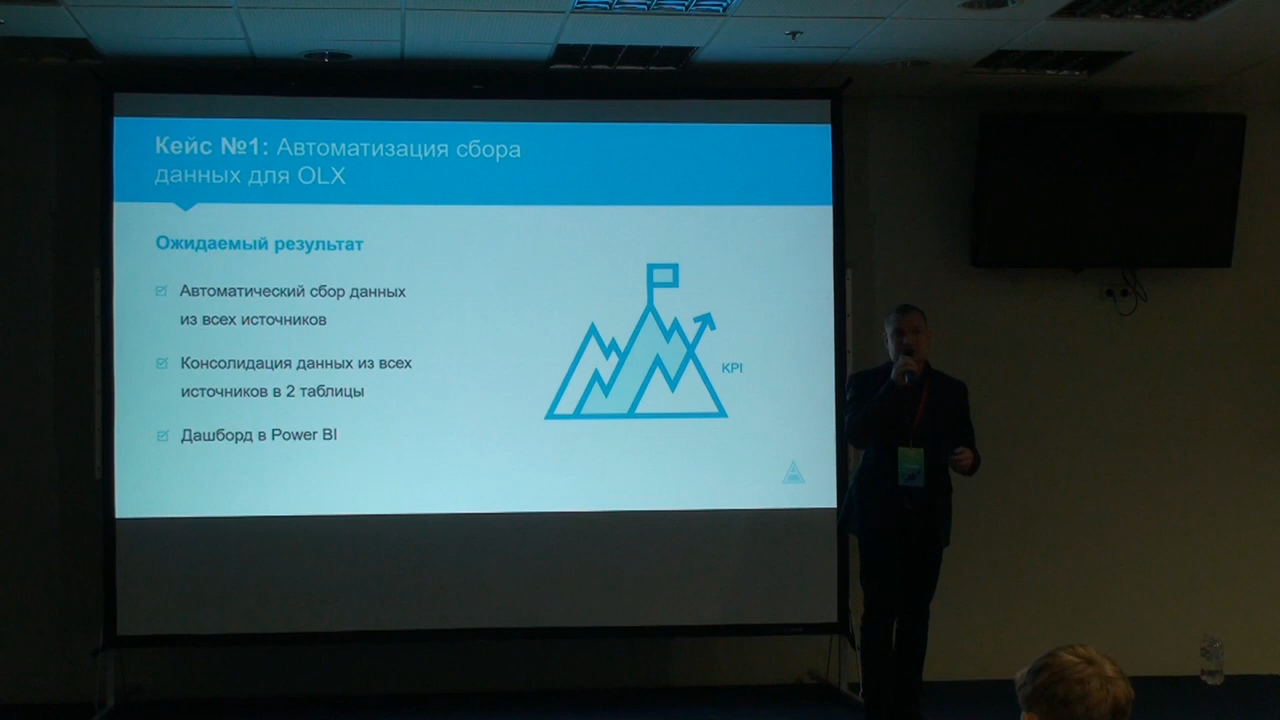 Кейс №1: Автоматизация сбора
данных для OLX
Ожидаемый результат
Автоматический сбор данных
из всех источников
Консолидация данных из всех
источников в 2 таблицы
Дашборд в Power BI
KPI